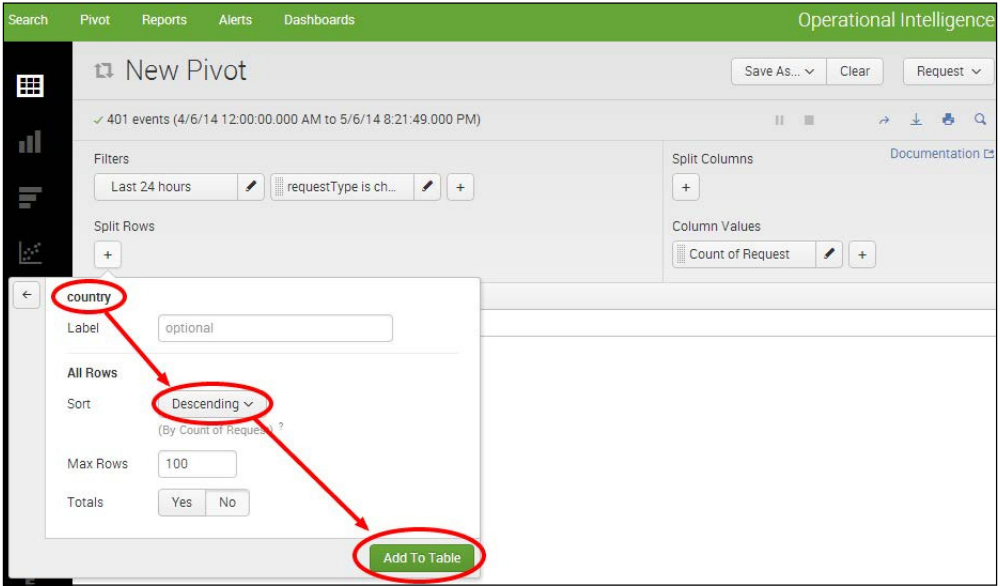 Search Pivot Reports Alerts Dashboards Operational Intelligence
New Pivot
Save As... Clear Request
401 events (4/6/14 12:00:00.000 AM to 5/6/14 8:21:49.000 PM)
Documentation
Filters
Last 24 hours requestType is ch... +
Split Columns
+
Split Rows
+
Column Values
Count of Request +
country
Label optional
All Rows
Sort Descending
(By Count of Request) ?
Max Rows 100
Totals Yes No
Add To Table